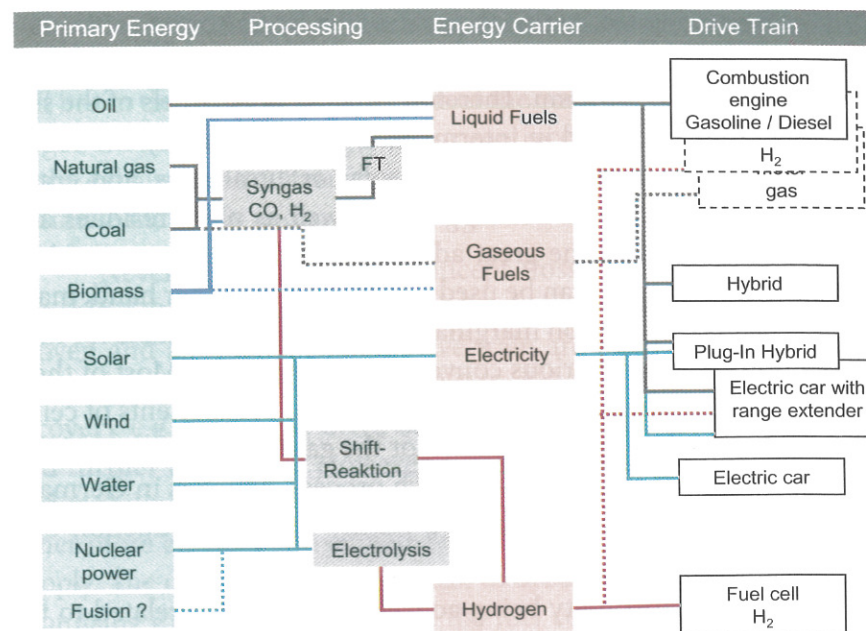 Primary Energy Processing Energy Carrier Drive Train
Oil
Natural gas
Coal
Biomass
Solar
Wind
Water
Nuclear
power
Fusion ?
Syngas
CO, H₂
FT
Shift-
Reaktion
Electrolysis
Liquid Fuels
Gaseous
Fuels
Electricity
Hydrogen
Combustion
engine
Gasoline / Diesel
H₂
gas
Hybrid
Plug-In Hybrid
Electric car with
range extender
Electric car
Fuel cell
H₂